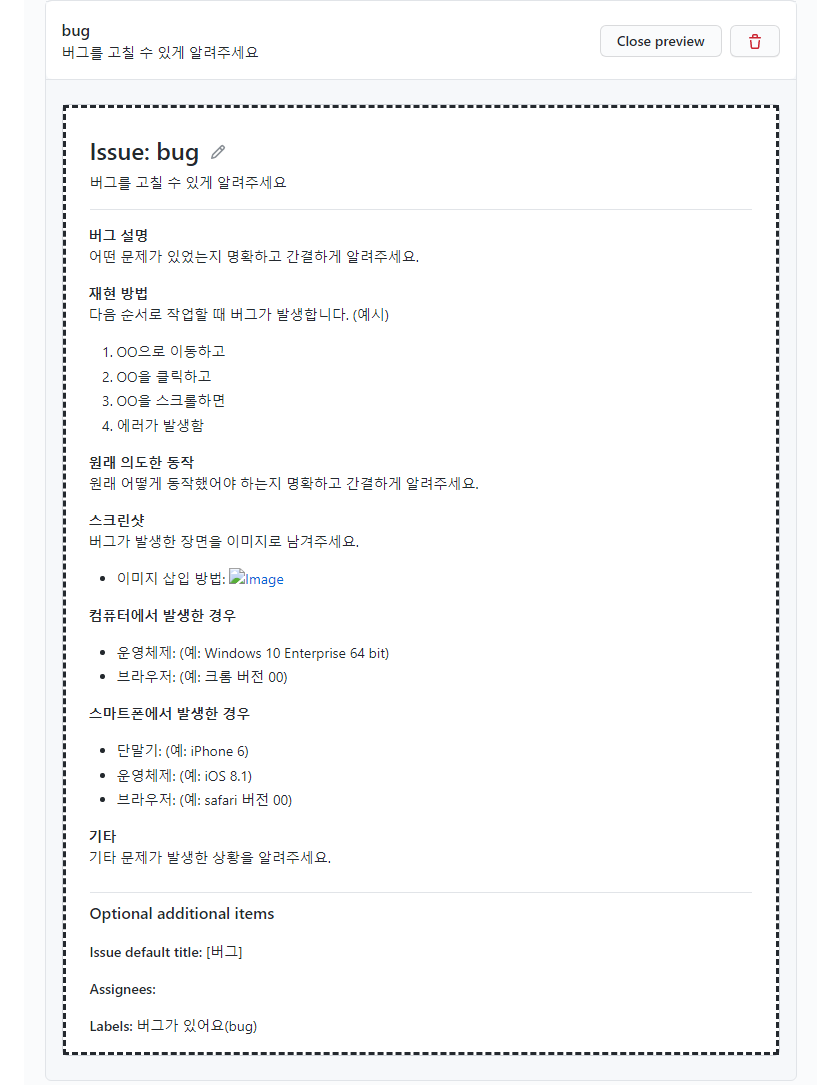 bug
버그를 고칠 수 있게 알려주세요
Close preview
Issue: bug
버그를 고칠 수 있게 알려주세요
버그 설명
어떤 문제가 있었는지 명확하고 간결하게 알려주세요.
재현 방법
다음 순서로 작업할 때 버그가 발생합니다. (예시)
1. OO으로 이동하고
2. OO을 클릭하고
3. OO을 스크롤하면
4. 에러가 발생함
원래 의도한 동작
원래 어떻게 동작했어야 하는지 명확하고 간결하게 알려주세요.
스크린샷
버그가 발생한 장면을 이미지로 남겨주세요.
• 이미지 삽입 방법: Image
컴퓨터에서 발생한 경우
• 운영체제: (예: Windows 10 Enterprise 64 bit)
• 브라우저: (예: 크롬 버전 00)
스마트폰에서 발생한 경우
• 단말기: (예: iPhone 6)
• 운영체제: (예: iOS 8.1)
• 브라우저: (예: safari 버전 00)
기타
기타 문제가 발생한 상황을 알려주세요.
Optional additional items
Issue default title: [버그]
Assignees:
Labels: 버그가 있어요(bug)